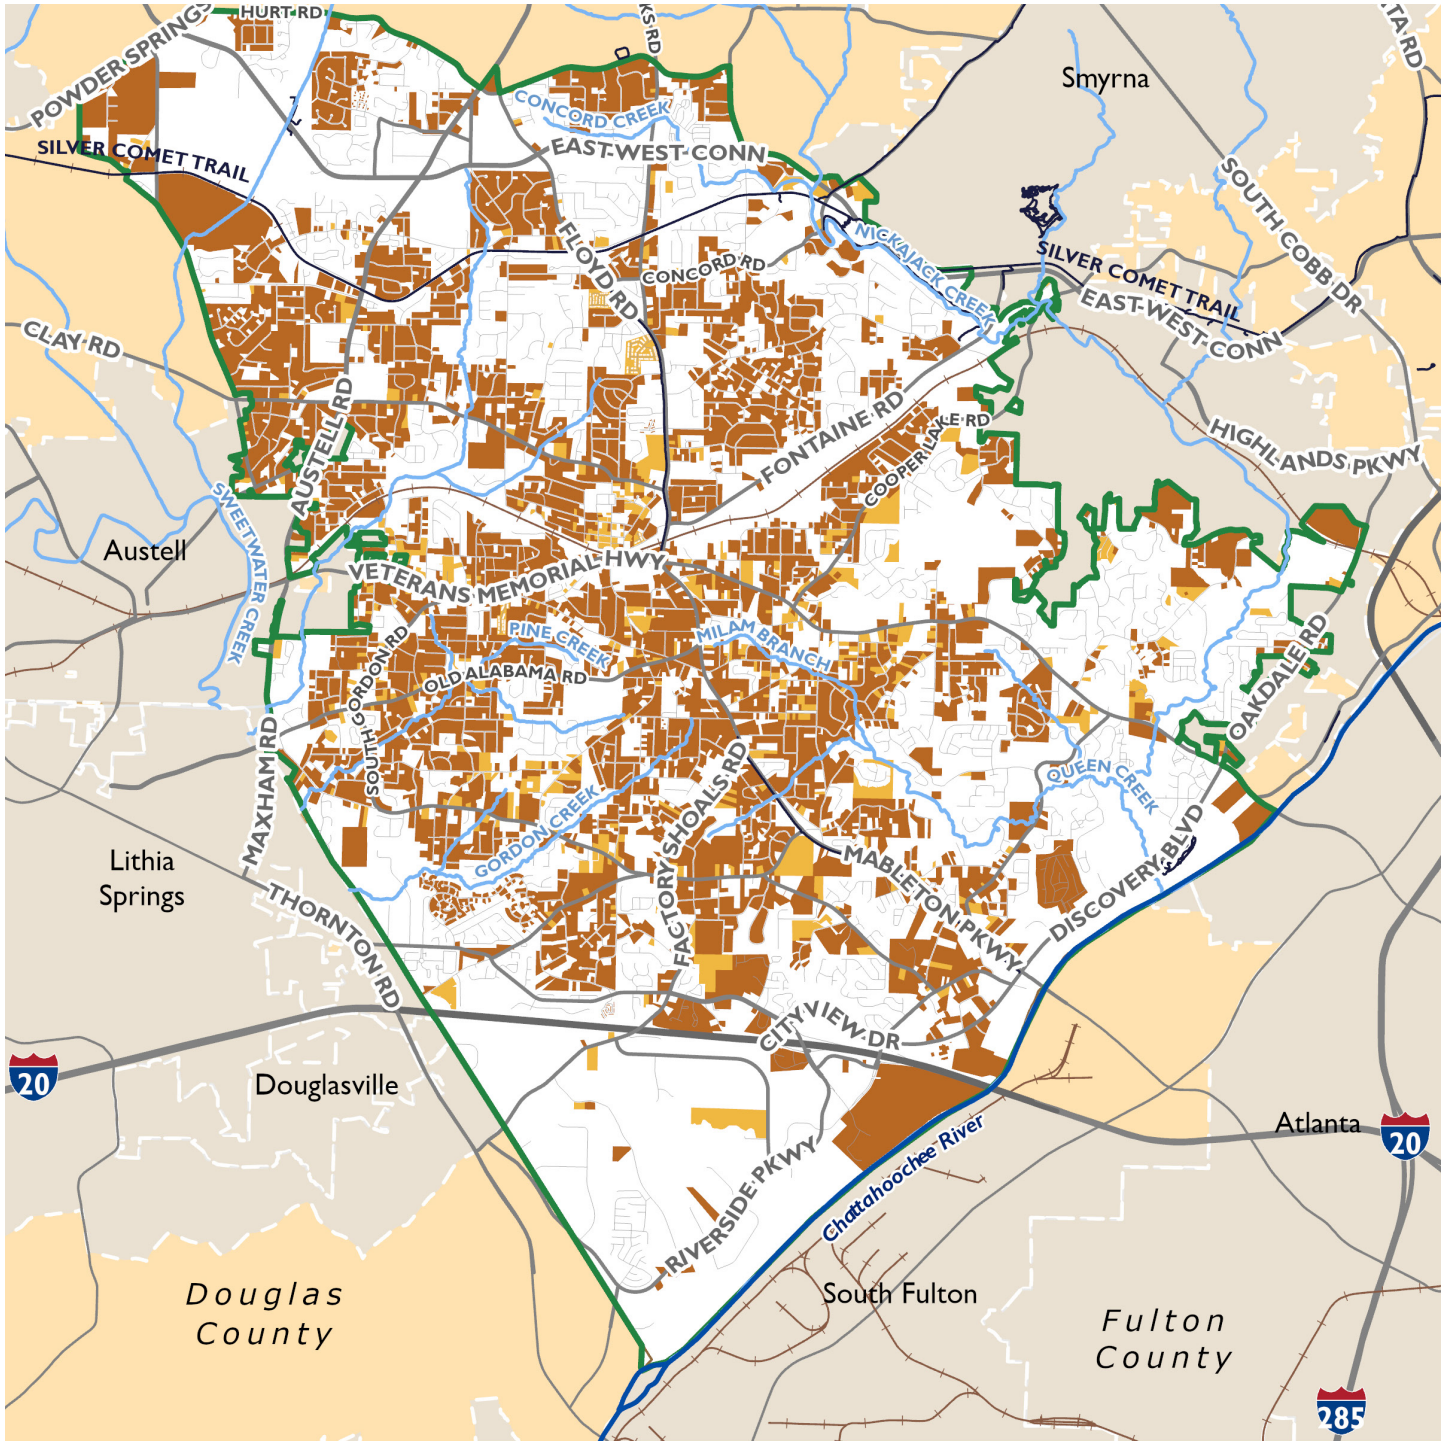 HURT RD
POWDER SPRINGS
KS RD
TA RD
Smyrna
CONCORD CREEK
SILVER COMET TRAIL
EAST-WEST CONN
SOUTH COBB DR
FLOYD RD
NICKAJACK CREEK
CONCORD RD
SILVER COMET TRAIL
EAST-WEST CONN
CLAY RD
AUSTELL RD
FONTAINE RD
COOPER LAKE RD
HIGHLANDS PKWY
SWEETWATER CREEK
Austell
VETERANS MEMORIAL HWY
PINE CREEK
MILAM BRANCH
SOUTH GORDON RD
OLD ALABAMA RD
OAKDALE RD
MAXHAM RD
QUEEN CREEK
FACTORY SHOALS RD
GORDON CREEK
Lithia
Springs
MABLETON PKWY
DISCOVERY BLVD
THORNTON RD
CITY VIEW DR
20
Douglasville
Atlanta
20
Chattahoochee River
RIVERSIDE PKWY
Douglas
County
South Fulton
Fulton
County
285